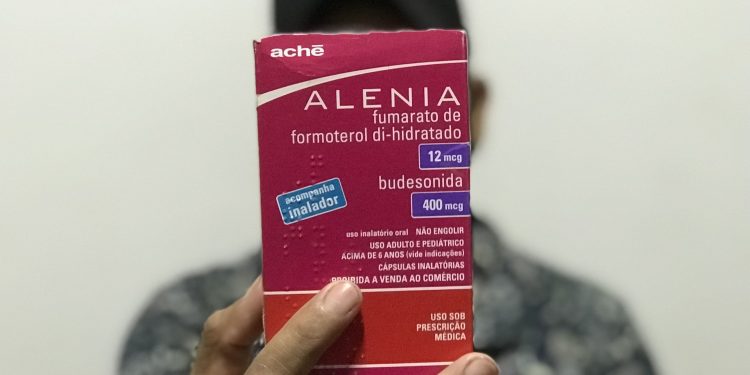 achē
ALENIA
fumarato de
formoterol di-hidratado
12 mcg
budesonida
400 mcg
acompanha
inalador
uso inalatório oral NÃO ENGOLIR
USO ADULTO E PEDIÁTRICO
ACIMA DE 6 ANOS (vide indicações)
CÁPSULAS INALATÓRIAS
PROIBIDA A VENDA AO COMÉRCIO
USO SOB
PRESCRIÇÃO
MÉDICA